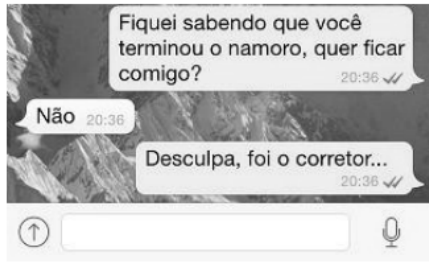 Fiquei sabendo que você
terminou o namoro, quer ficar
comigo?
20:36
Não 20:36
Desculpa, foi o corretor...
20:36